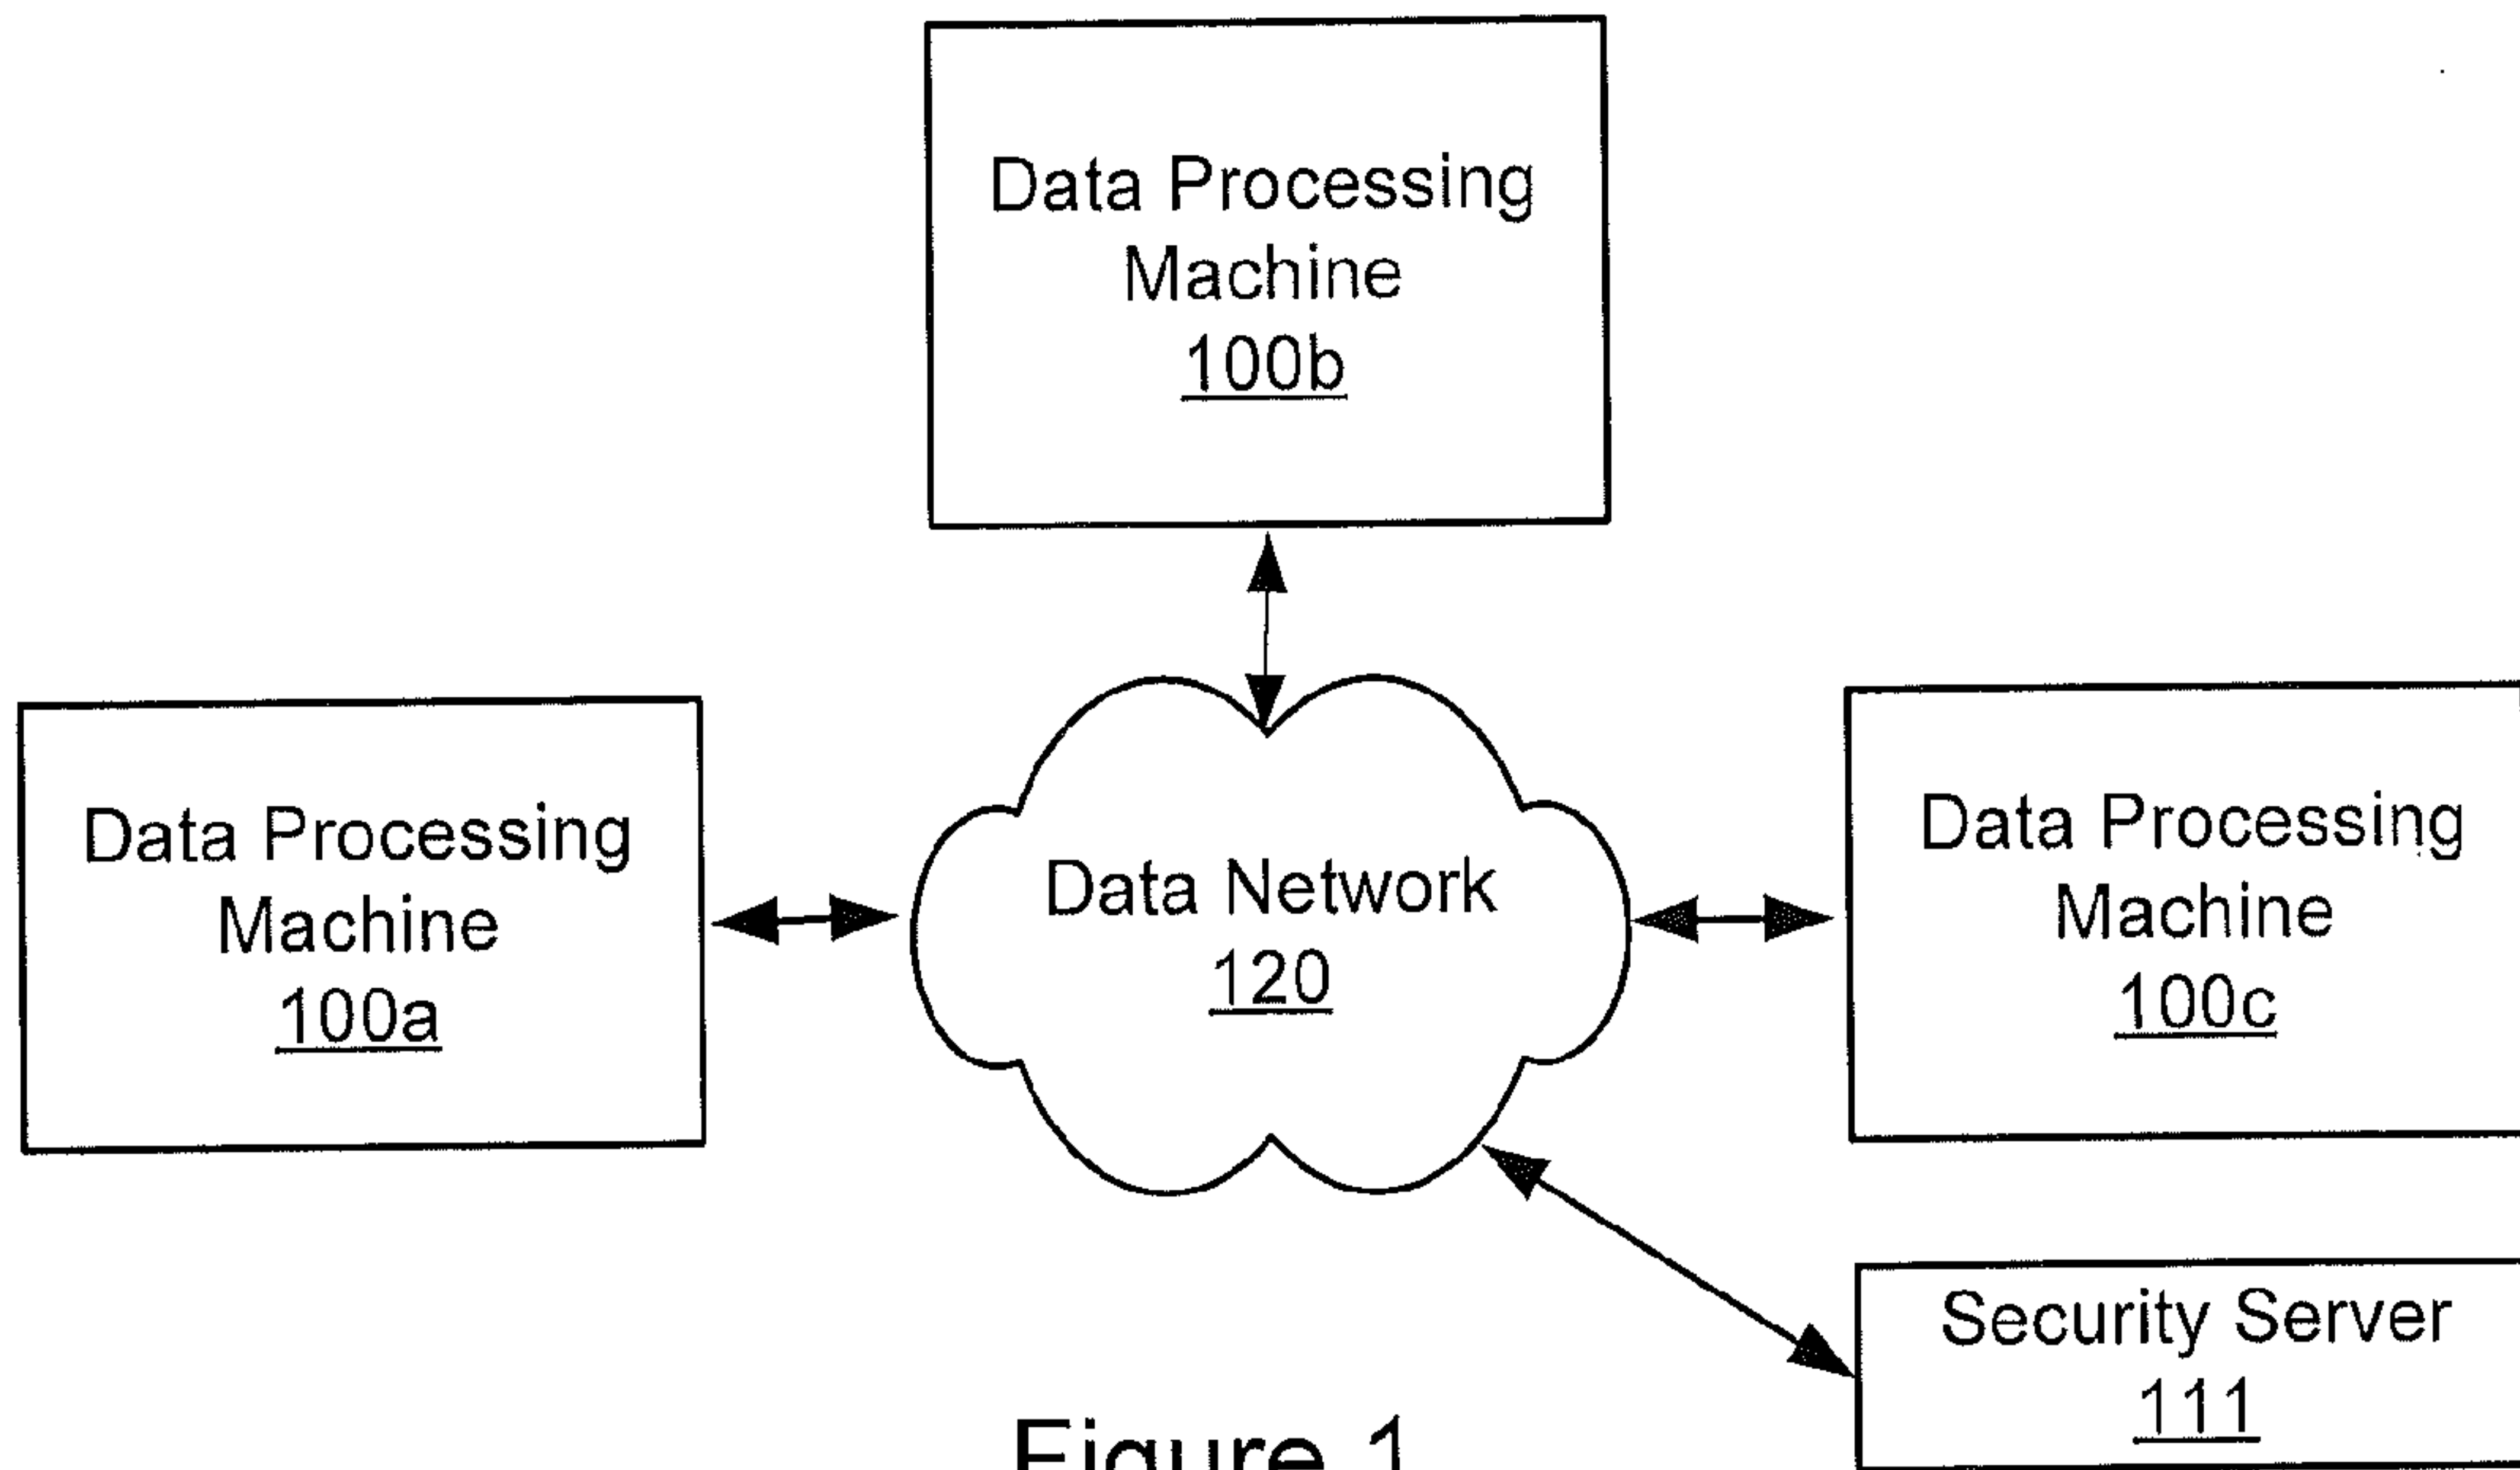 Data Processing
Machine
100b
Data Processing
Machine
100a
Data Network
120
Data Processing
Machine
100c
Security Server
111
Figure 1